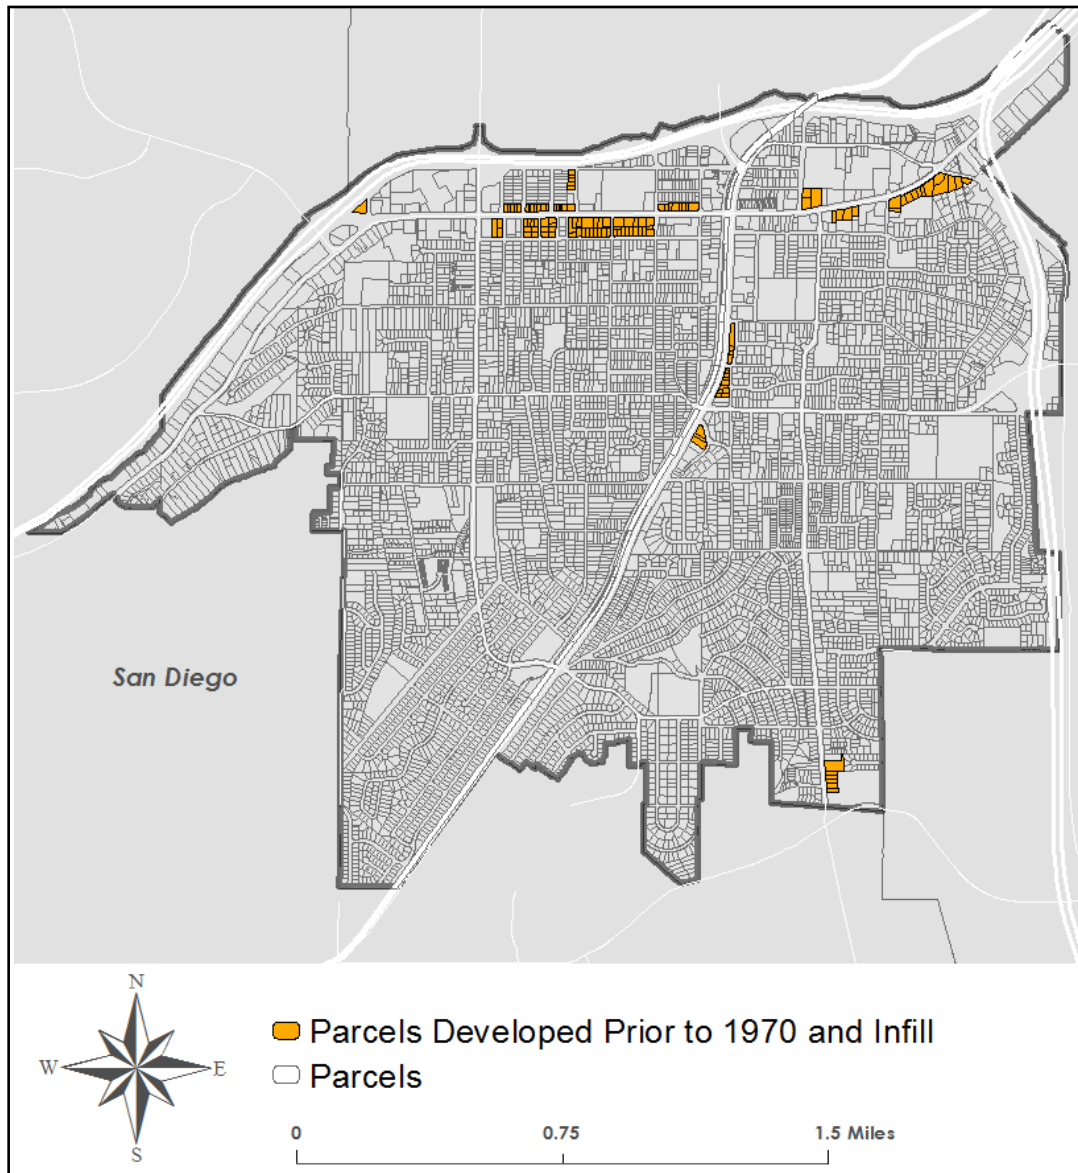 San Diego
N
W
E
S
Parcels Developed Prior to 1970 and Infill
Parcels
0
0.75
1.5 Miles